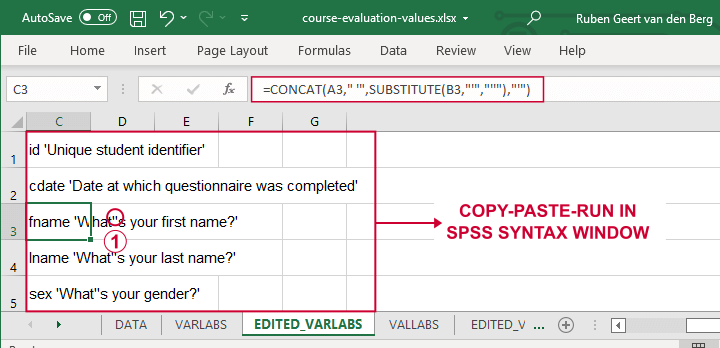 AutoSave Off course-evaluation-values.xlsx Ruben Geert van den Berg
File Home Insert Page Layout Formulas Data Review View Help
C3 fx =CONCAT(A3," '",SUBSTITUTE(B3,"'","''"),"'")
C D E F G
1 id 'Unique student identifier'
2 cdate 'Date at which questionnaire was completed'
3 fname 'What''s your first name?'
1
4 lname 'What''s your last name?'
5 sex 'What''s your gender?'
COPY-PASTE-RUN IN
SPSS SYNTAX WINDOW
DATA VARLABS EDITED_VARLABS VALLABS EDITED_V ...